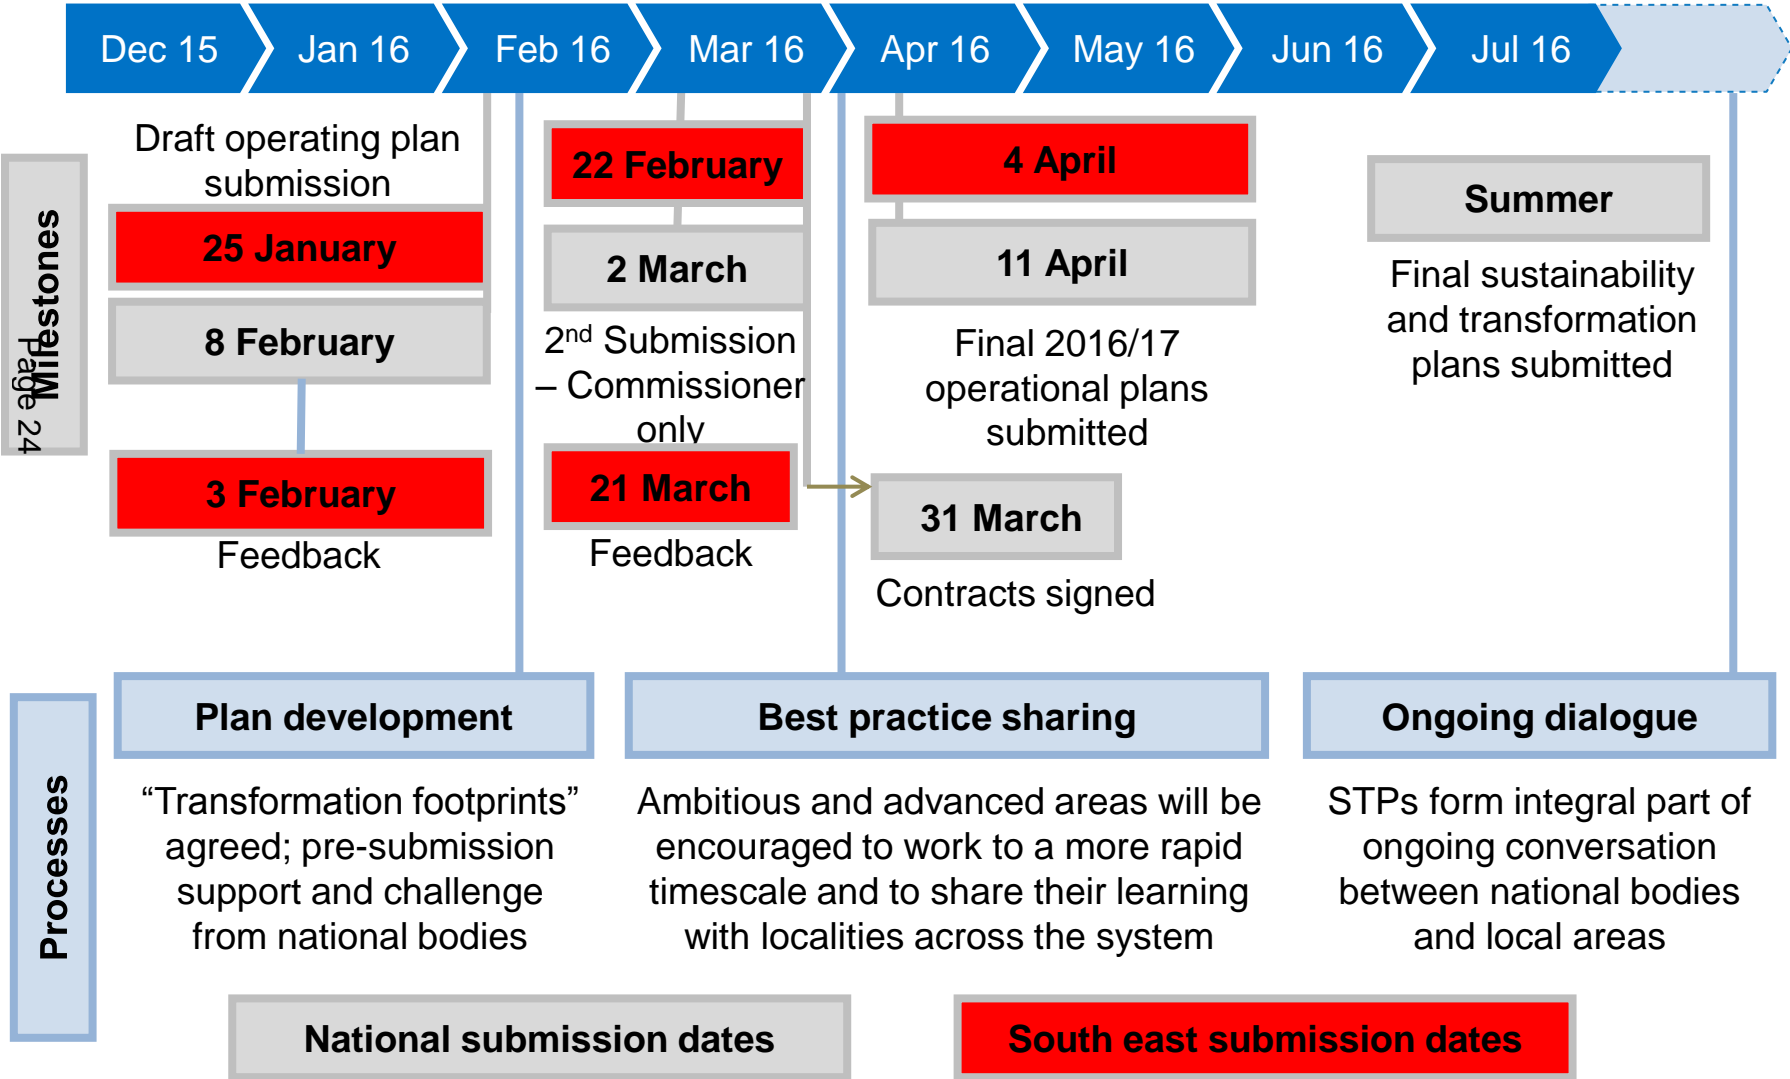 Dec 15
Jan 16
Feb 16
Mar 16
Apr 16
May 16
Jun 16
Jul 16
Milestones
Page 24
Draft operating plan
submission
25 January
8 February
3 February
Feedback
22 February
2 March
2nd Submission
– Commissioner
only
21 March
Feedback
4 April
11 April
Final 2016/17
operational plans
submitted
31 March
Contracts signed
Summer
Final sustainability
and transformation
plans submitted
Processes
Plan development
“Transformation footprints”
agreed; pre-submission
support and challenge
from national bodies
Best practice sharing
Ambitious and advanced areas will be
encouraged to work to a more rapid
timescale and to share their learning
with localities across the system
Ongoing dialogue
STPs form integral part of
ongoing conversation
between national bodies
and local areas
National submission dates
South east submission dates